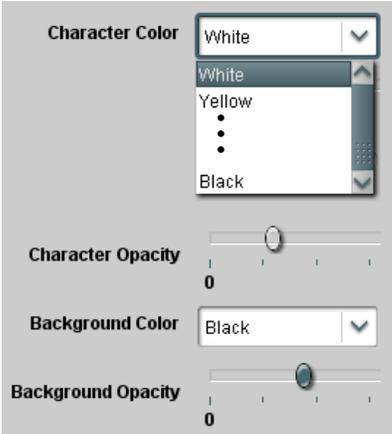 Character Color
White
White
Yellow
Black
Character Opacity
0
Background Color
Black
Background Opacity
0